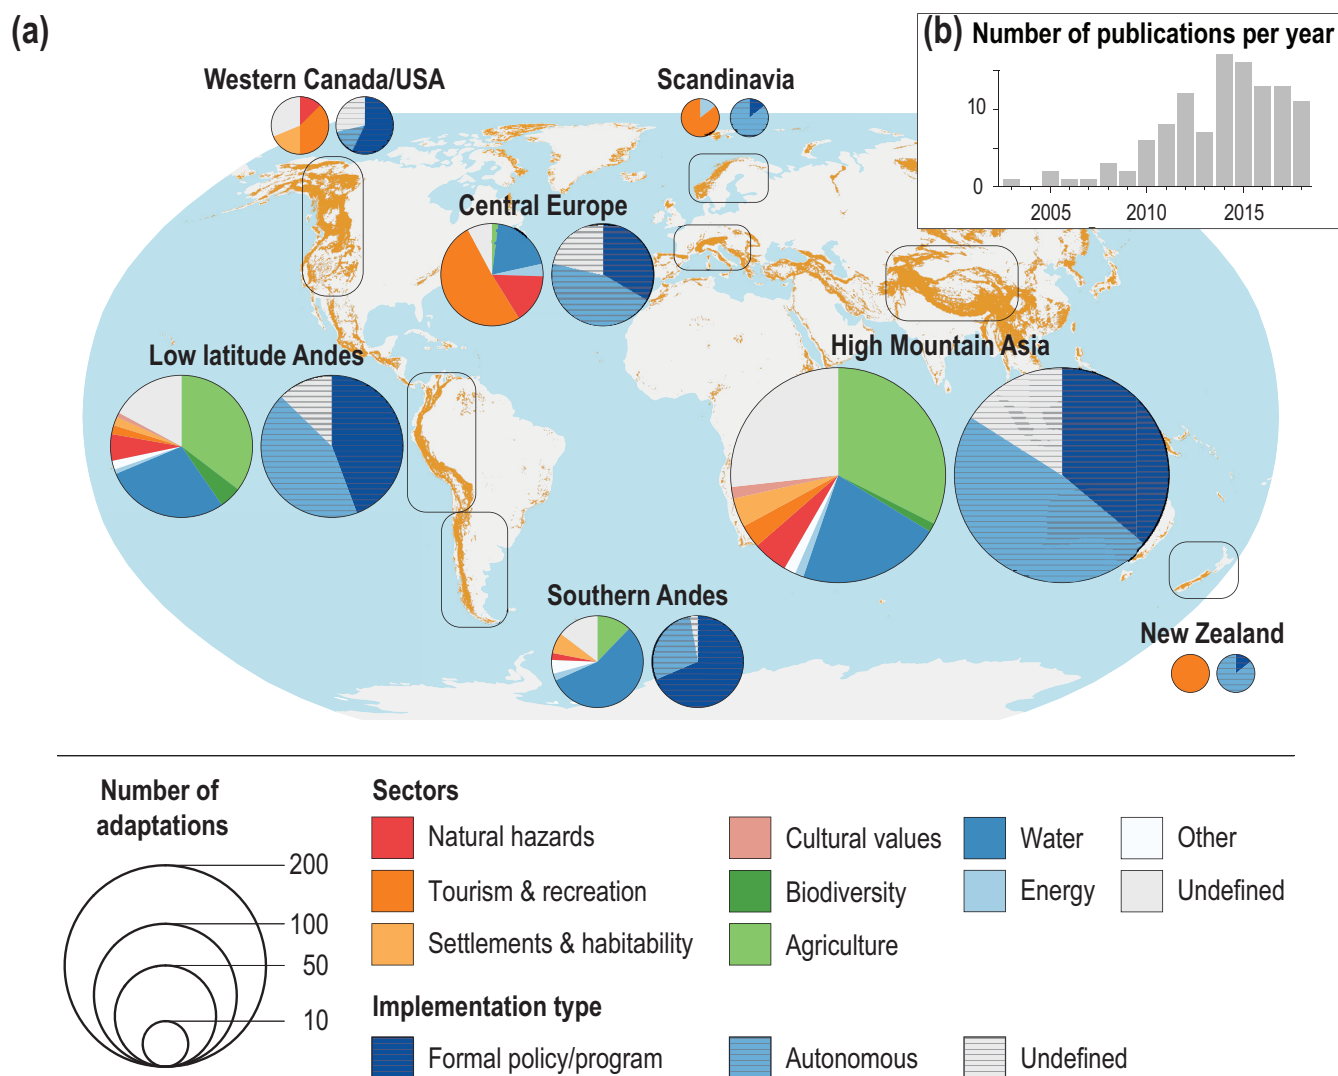 (a)
(b) Number of publications per year
10
0
2005 2010 2015
Western Canada/USA
Scandinavia
Central Europe
Low latitude Andes
High Mountain Asia
Southern Andes
New Zealand
Number of
adaptations
200
100
50
10
Sectors
Natural hazards
Tourism & recreation
Settlements & habitability
Cultural values
Biodiversity
Agriculture
Water
Energy
Other
Undefined
Implementation type
Formal policy/program
Autonomous
Undefined